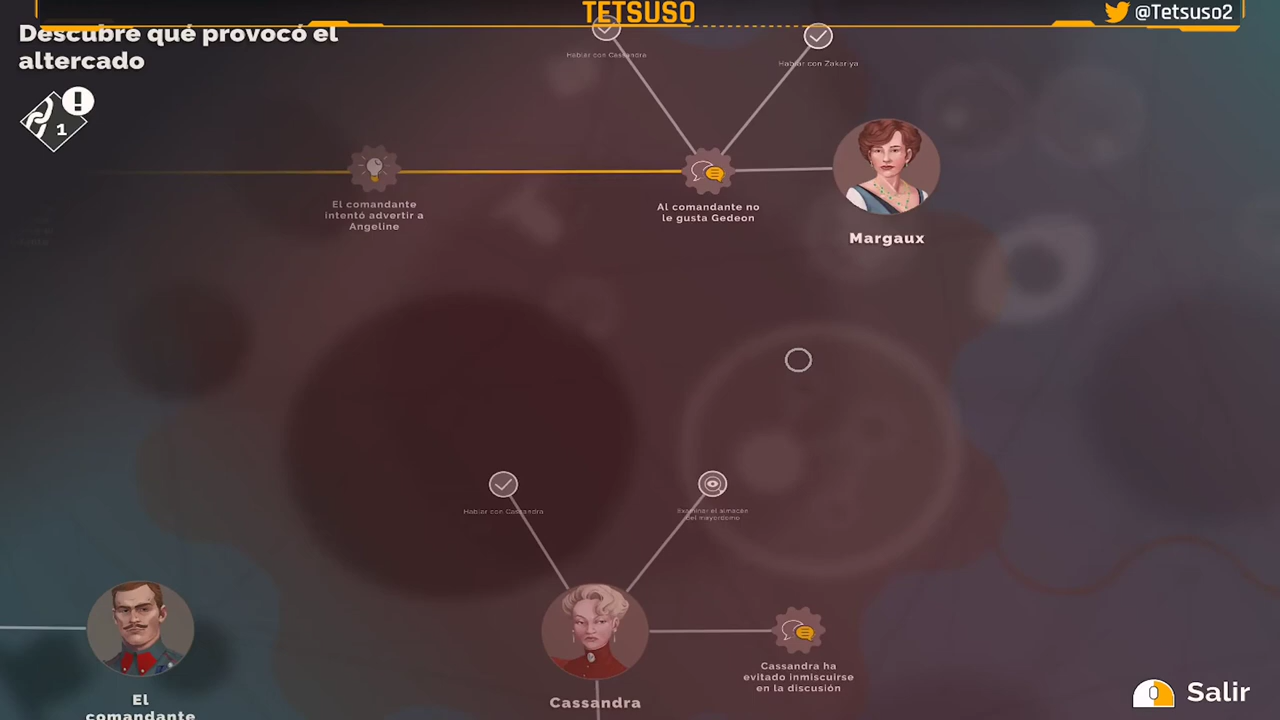 TETSUSO
@Tetsuso2
Descubre qué provocó el
altercado
1
Hablar con Cassandra
Hablar con Zakariya
El comandante
intentó advertir a
Angeline
Al comandante no
le gusta Gedeon
Margaux
Hablar con Cassandra
Examinar el almacén
del mayordomo
Cassandra ha
evitado inmiscuirse
en la discusión
El
comandante
Cassandra
Salir